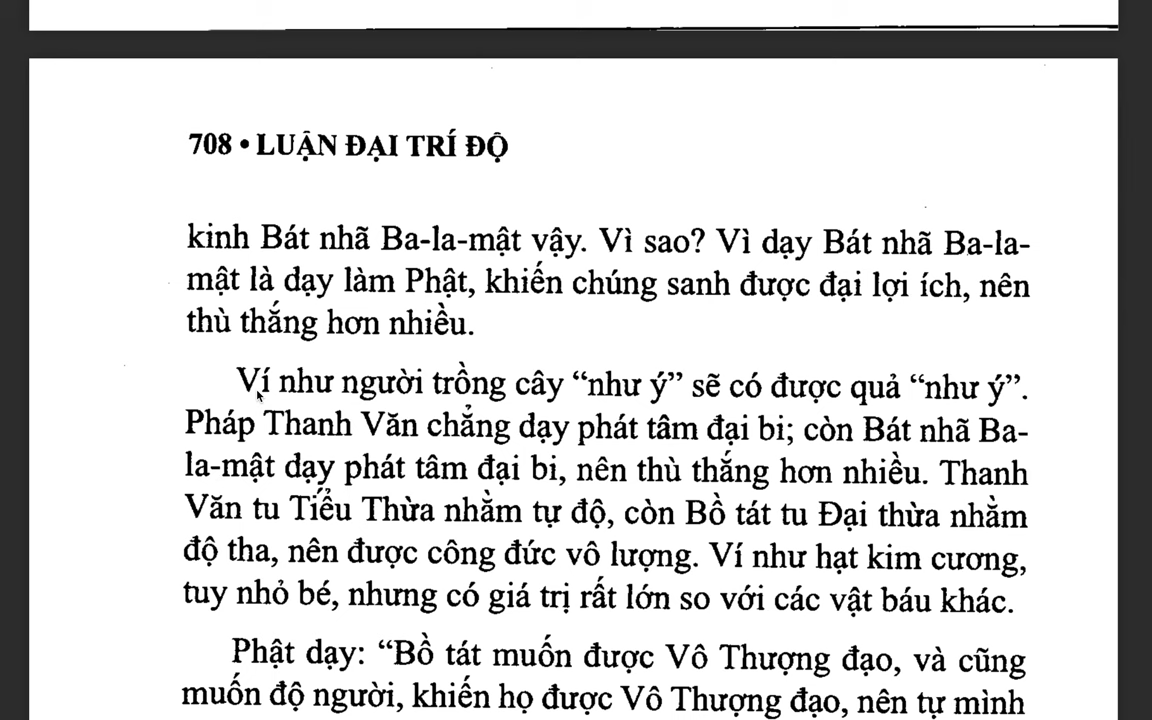 708 • LUẬN ĐẠI TRÍ ĐỘ
kinh Bát nhã Ba-la-mật vậy. Vì sao? Vì dạy Bát nhã Ba-la-
mật là dạy làm Phật, khiến chúng sanh được đại lợi ích, nên
thù thắng hơn nhiều.
Ví như người trồng cây “như ý” sẽ có được quả “như ý”.
Pháp Thanh Văn chẳng dạy phát tâm đại bi; còn Bát nhã Ba-
la-mật dạy phát tâm đại bi, nên thù thắng hơn nhiều. Thanh
Văn tu Tiểu Thừa nhằm tự độ, còn Bồ tát tu Đại thừa nhằm
độ tha, nên được công đức vô lượng. Ví như hạt kim cương,
tuy nhỏ bé, nhưng có giá trị rất lớn so với các vật báu khác.
Phật dạy: “Bồ tát muốn được Vô Thượng đạo, và cũng
muốn độ người, khiến họ được Vô Thượng đạo, nên tự mình